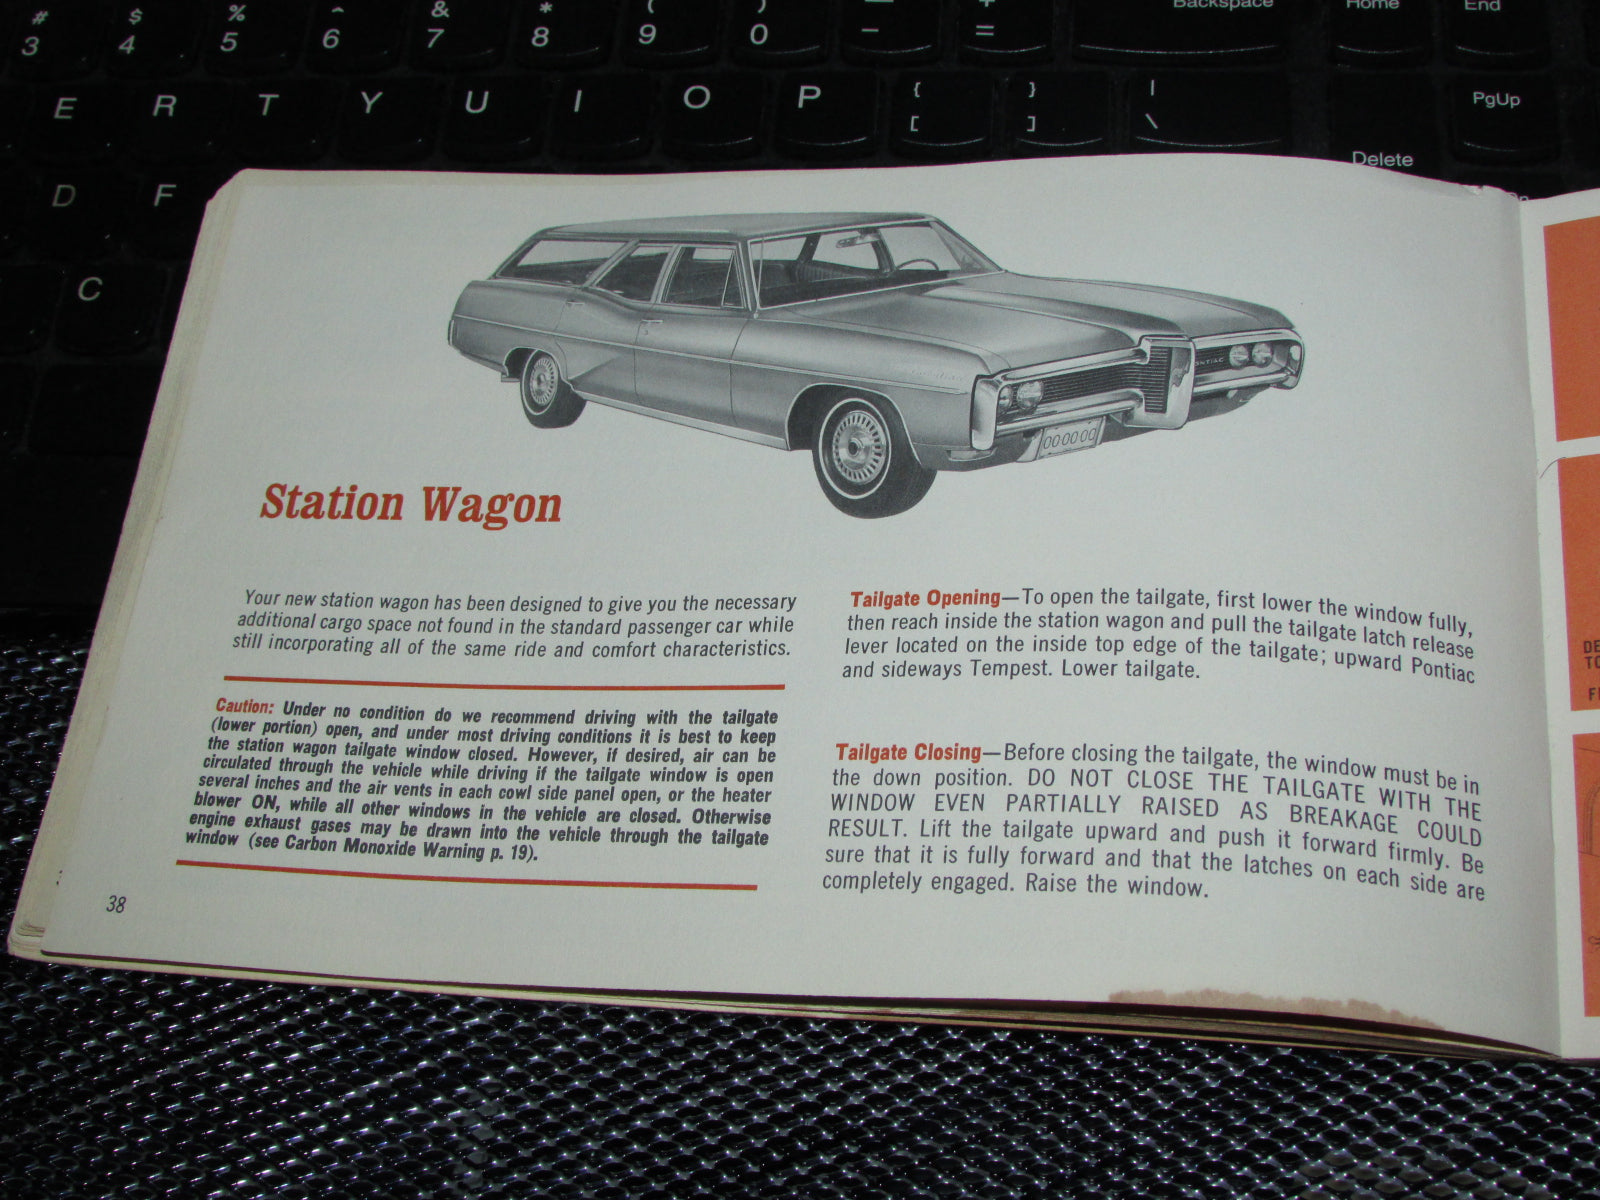 # $ % ^ & * ( ) — +
3 4 5 6 7 8 9 0 – = Backspace Home End
E R T Y U I O P { [ } ] | \ PgUp
Delete
D F
C
PONTIAC
00·00·00
Station Wagon
Your new station wagon has been designed to give you the necessary
additional cargo space not found in the standard passenger car while
still incorporating all of the same ride and comfort characteristics.
Caution: Under no condition do we recommend driving with the tailgate
(lower portion) open, and under most driving conditions it is best to keep
the station wagon tailgate window closed. However, if desired, air can be
circulated through the vehicle while driving if the tailgate window is open
several inches and the air vents in each cowl side panel open, or the heater
blower ON, while all other windows in the vehicle are closed. Otherwise
engine exhaust gases may be drawn into the vehicle through the tailgate
window (see Carbon Monoxide Warning p. 19).
38
Tailgate Opening—To open the tailgate, first lower the window fully,
then reach inside the station wagon and pull the tailgate latch release
lever located on the inside top edge of the tailgate; upward Pontiac
and sideways Tempest. Lower tailgate.
Tailgate Closing—Before closing the tailgate, the window must be in
the down position. DO NOT CLOSE THE TAILGATE WITH THE
WINDOW EVEN PARTIALLY RAISED AS BREAKAGE COULD
RESULT. Lift the tailgate upward and push it forward firmly. Be
sure that it is fully forward and that the latches on each side are
completely engaged. Raise the window.
DE
TO
F